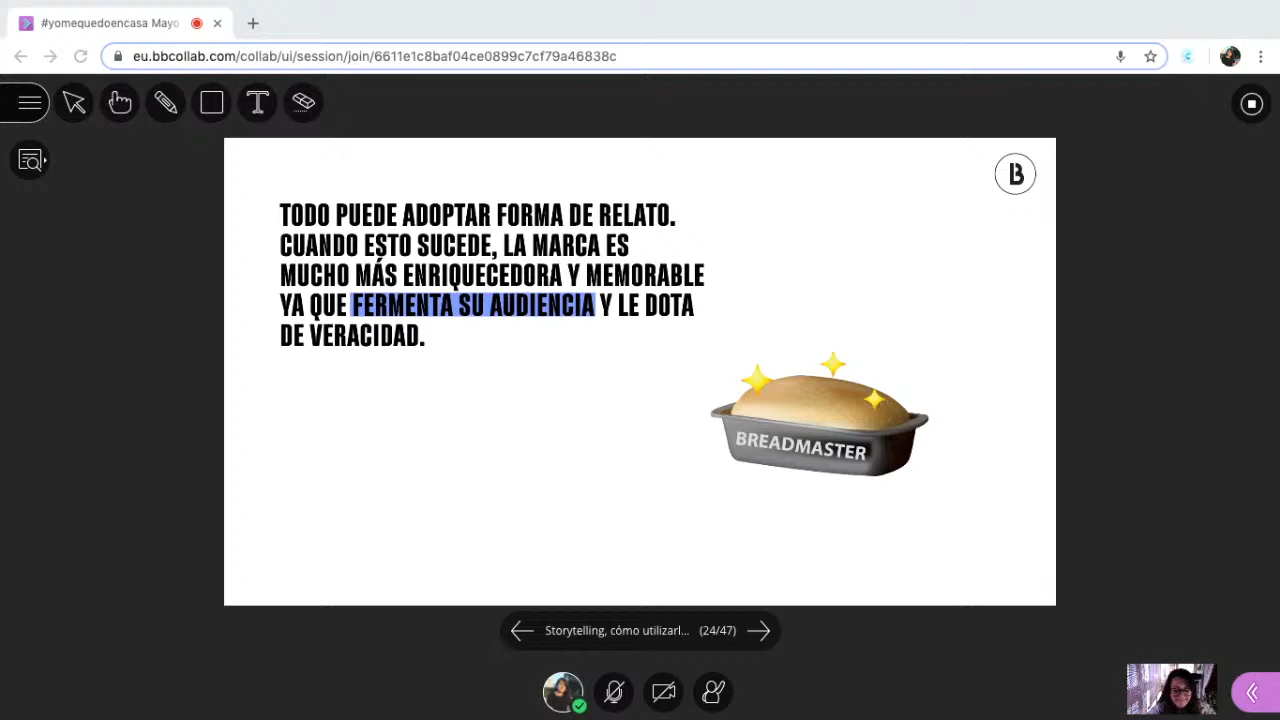 #yomequedoencasa Mayo
eu.bbcollab.com/collab/ui/session/join/6611e1c8baf04ce0899c7cf79a46838c
B
TODO PUEDE ADOPTAR FORMA DE RELATO.
CUANDO ESTO SUCEDE, LA MARCA ES
MUCHO MÁS ENRIQUECEDORA Y MEMORABLE
YA QUE FERMENTA SU AUDIENCIA Y LE DOTA
DE VERACIDAD.
BREADMASTER
Storytelling, cómo utilizarl... (24/47)